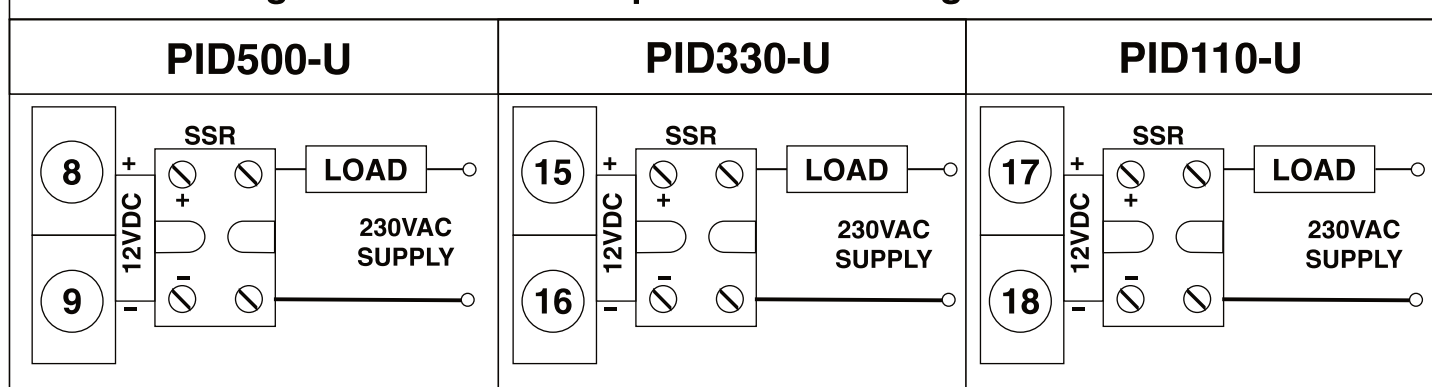 PID500-U
PID330-U
PID110-U
SSR
8
+
LOAD
+
12VDC
230VAC
SUPPLY
–
9
–
SSR
15
+
LOAD
+
12VDC
230VAC
SUPPLY
–
16
–
SSR
17
+
LOAD
+
12VDC
230VAC
SUPPLY
–
18
–